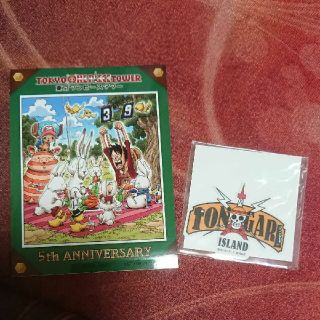 TOKYO ONE PIECE TOWER
東京ワンピースタワー
3 9
5th ANNIVERSARY
TONGARI
ISLAND